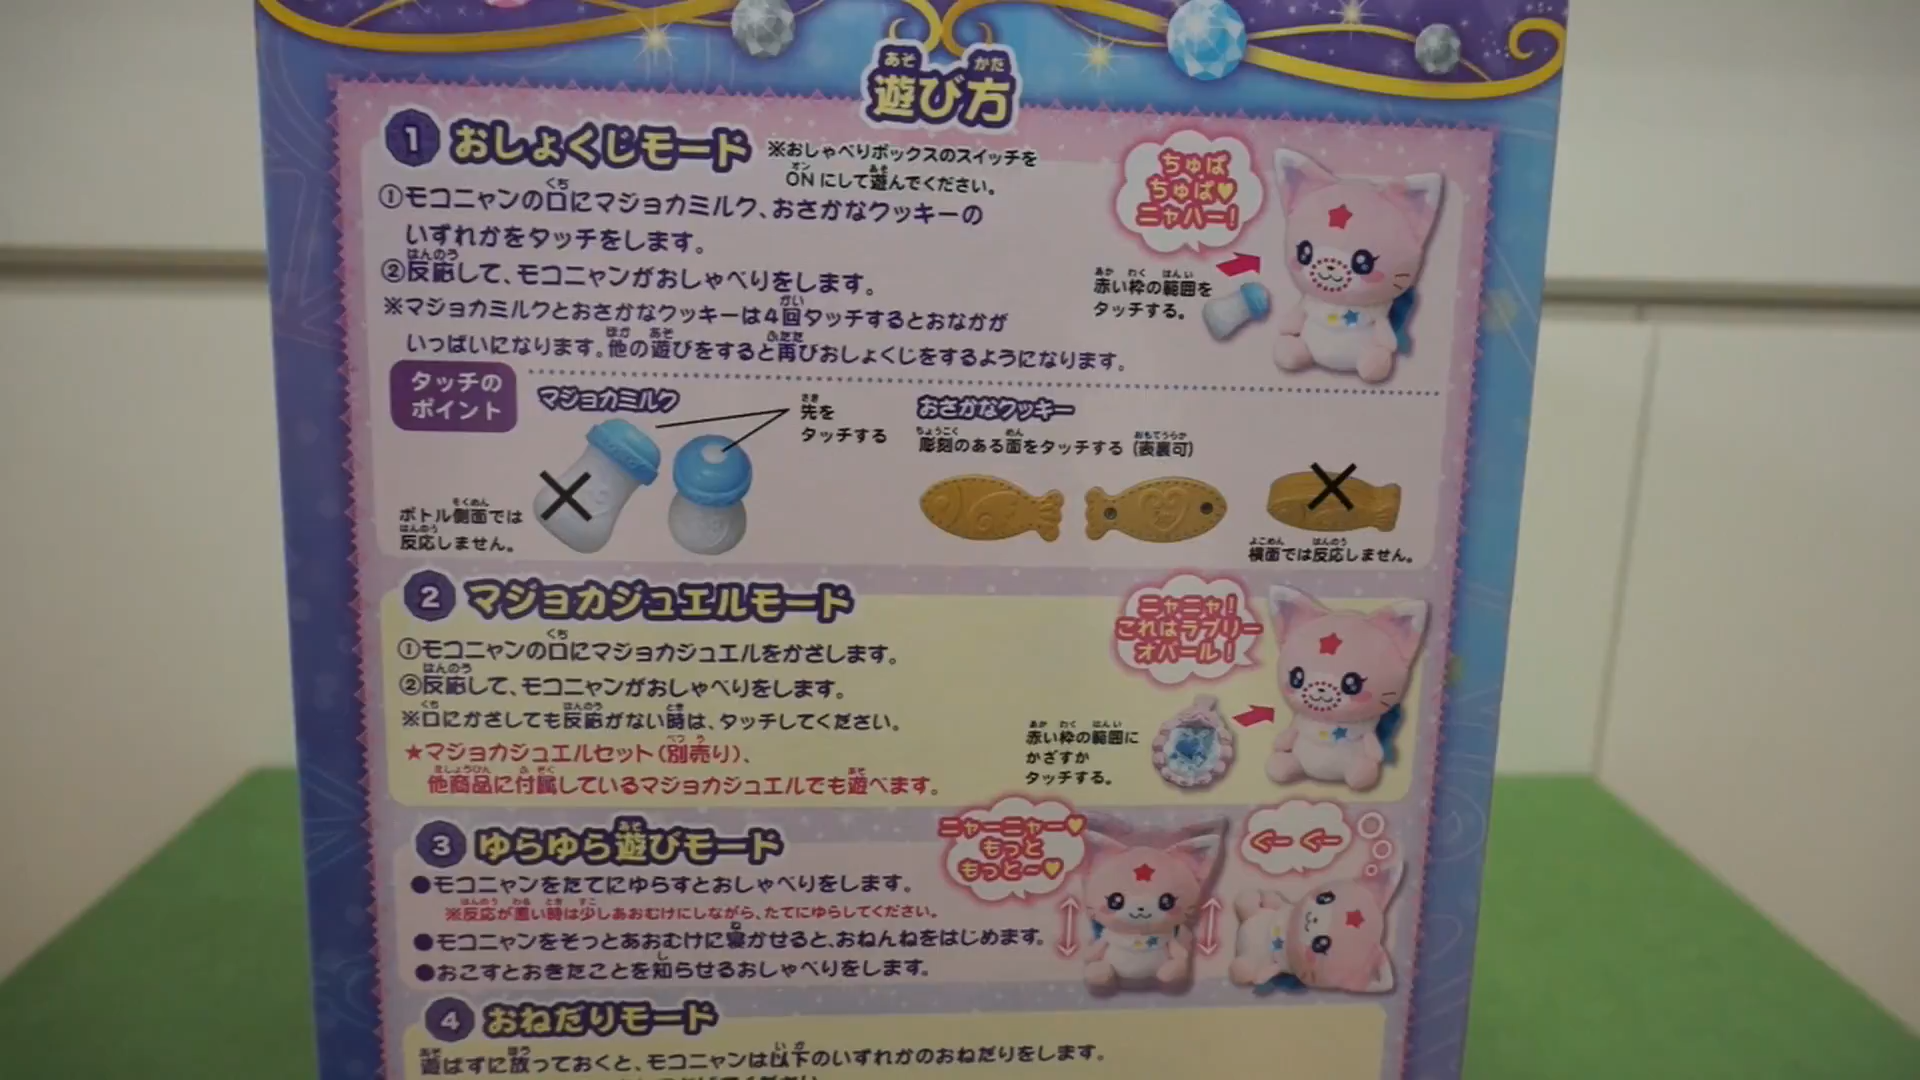 遊び方
1 おしょくじモード
※おしゃべりボックスのスイッチを
ONにして遊んでください。
①モコニャンの口にマジョカミルク、おさかなクッキーの
いずれかをタッチをします。
②反応して、モコニャンがおしゃべりをします。
※マジョカミルクとおさかなクッキーは4回タッチするとおなかが
いっぱいになります。他の遊びをすると再びおしょくじをするようになります。
ちゅぱ
ちゅぱ♥
ニャハー!
赤い枠の範囲を
タッチする。
タッチの
ポイント
マジョカミルク
先を
タッチする
ボトル側面では
反応しません。
おさかなクッキー
彫刻のある面をタッチする(表裏可)
横面では反応しません。
2 マジョカジュエルモード
①モコニャンの口にマジョカジュエルをかざします。
②反応して、モコニャンがおしゃべりをします。
※口にかざしても反応がない時は、タッチしてください。
★マジョカジュエルセット(別売り)、
他商品に付属しているマジョカジュエルでも遊べます。
ニャニャ!
これはラブリー
オパール!
赤い枠の範囲に
かざすか
タッチする。
3 ゆらゆら遊びモード
●モコニャンをたてにゆらすとおしゃべりをします。
※反応が悪い時は少しあおむけにしながら、たてにゆらしてください。
●モコニャンをそっとあおむけに寝かせると、おねんねをはじめます。
●おこすとおきたことを知らせるおしゃべりをします。
ニャーニャー♥
もっと
もっと~♥
ぐー ぐー
4 おねだりモード
遊ばずに放っておくと、モコニャンは以下のいずれかのおねだりをします。